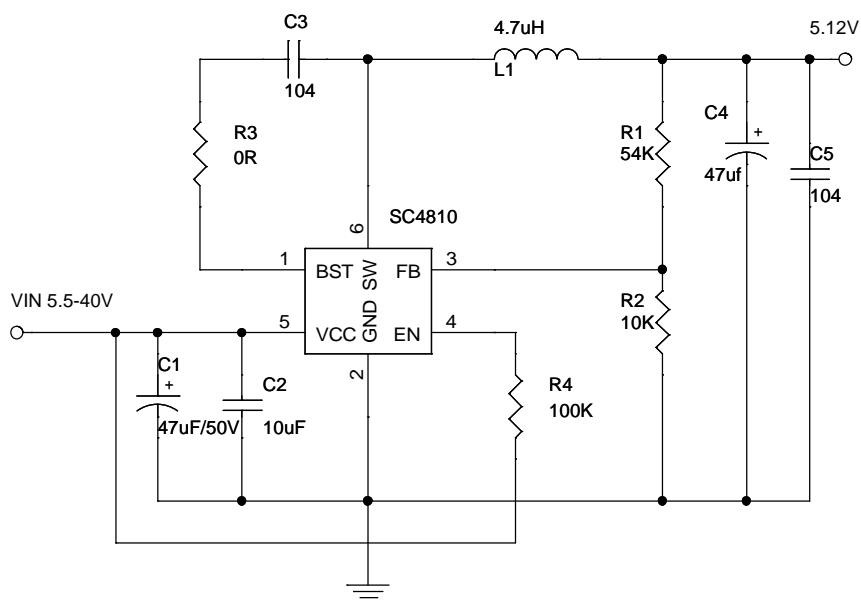 C3
104
4.7uH
L1
5.12V
R3
0R
R1
54K
C4
+
47uf
C5
104
SC4810
6
1
BST
SW
FB
3
VIN 5.5-40V
R2
10K
5
VCC
GND
EN
4
2
C1
+
47uF/50V
C2
10uF
R4
100K